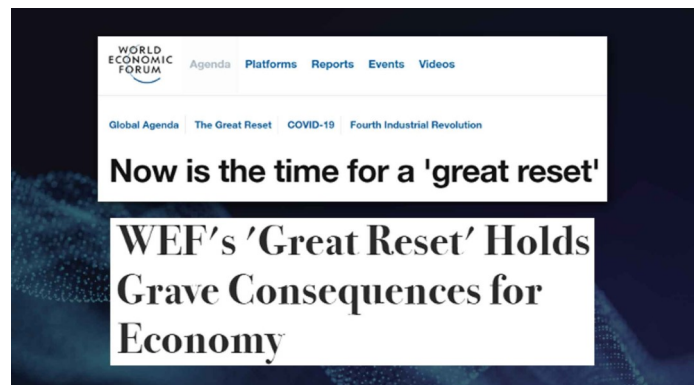 WORLD
ECONOMIC
FORUM
Agenda Platforms Reports Events Videos
Global Agenda The Great Reset COVID-19 Fourth Industrial Revolution
Now is the time for a 'great reset'
WEF's 'Great Reset' Holds
Grave Consequences for
Economy